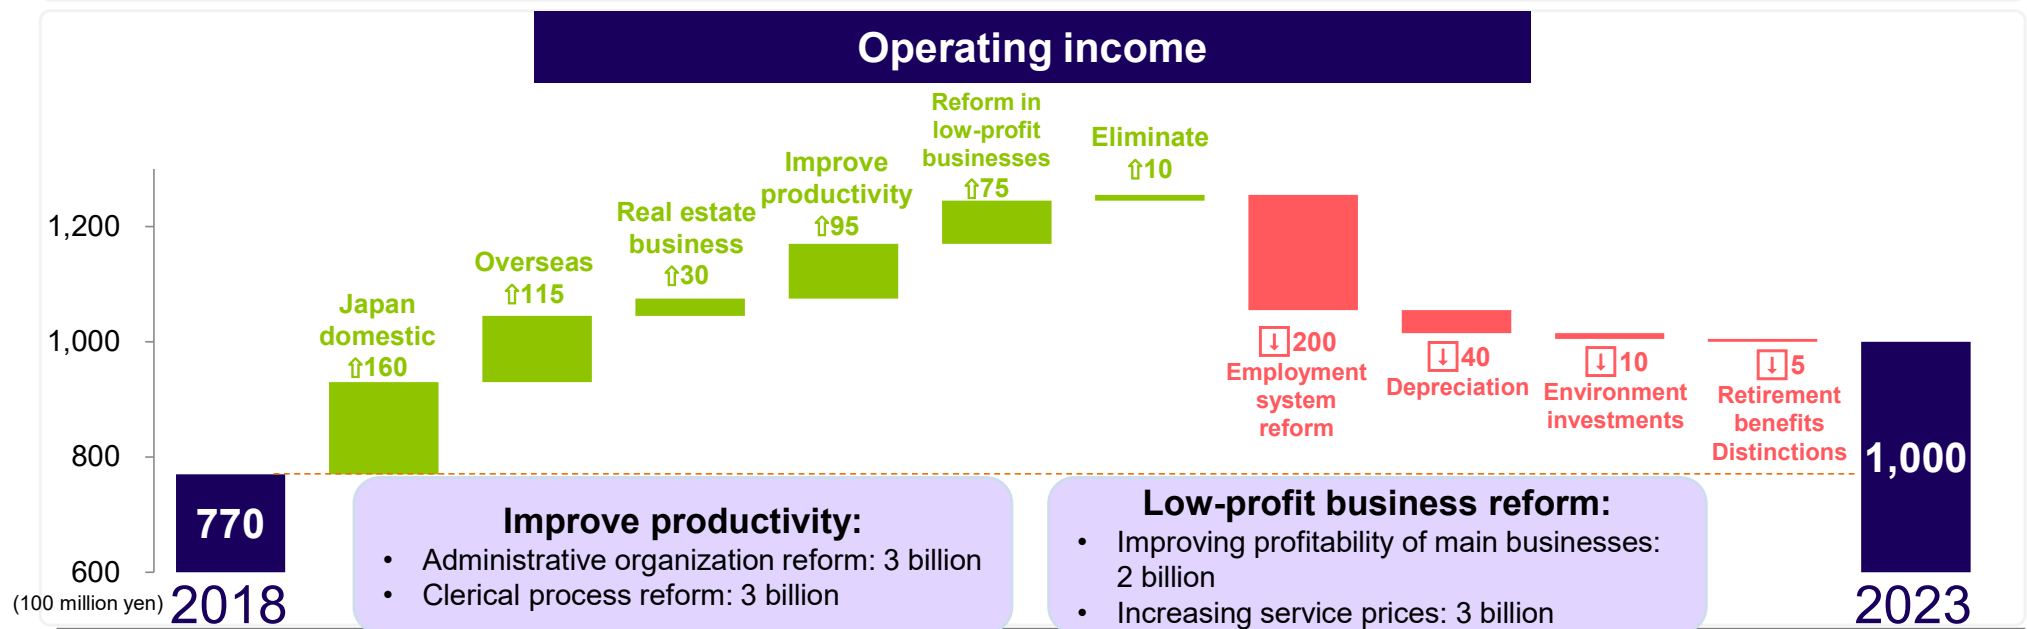 Operating income
1,200
1,000
800
600
(100 million yen)
770
2018
Japan
domestic
⇧160
Overseas
⇧115
Real estate
business
⇧30
Improve
productivity
⇧95
Reform in
low-profit
businesses
⇧75
Eliminate
⇧10
↓200
Employment
system
reform
↓40
Depreciation
↓10
Environment
investments
↓5
Retirement
benefits
Distinctions
1,000
2023
Improve productivity:
• Administrative organization reform: 3 billion
• Clerical process reform: 3 billion
Low-profit business reform:
• Improving profitability of main businesses:
2 billion
• Increasing service prices: 3 billion